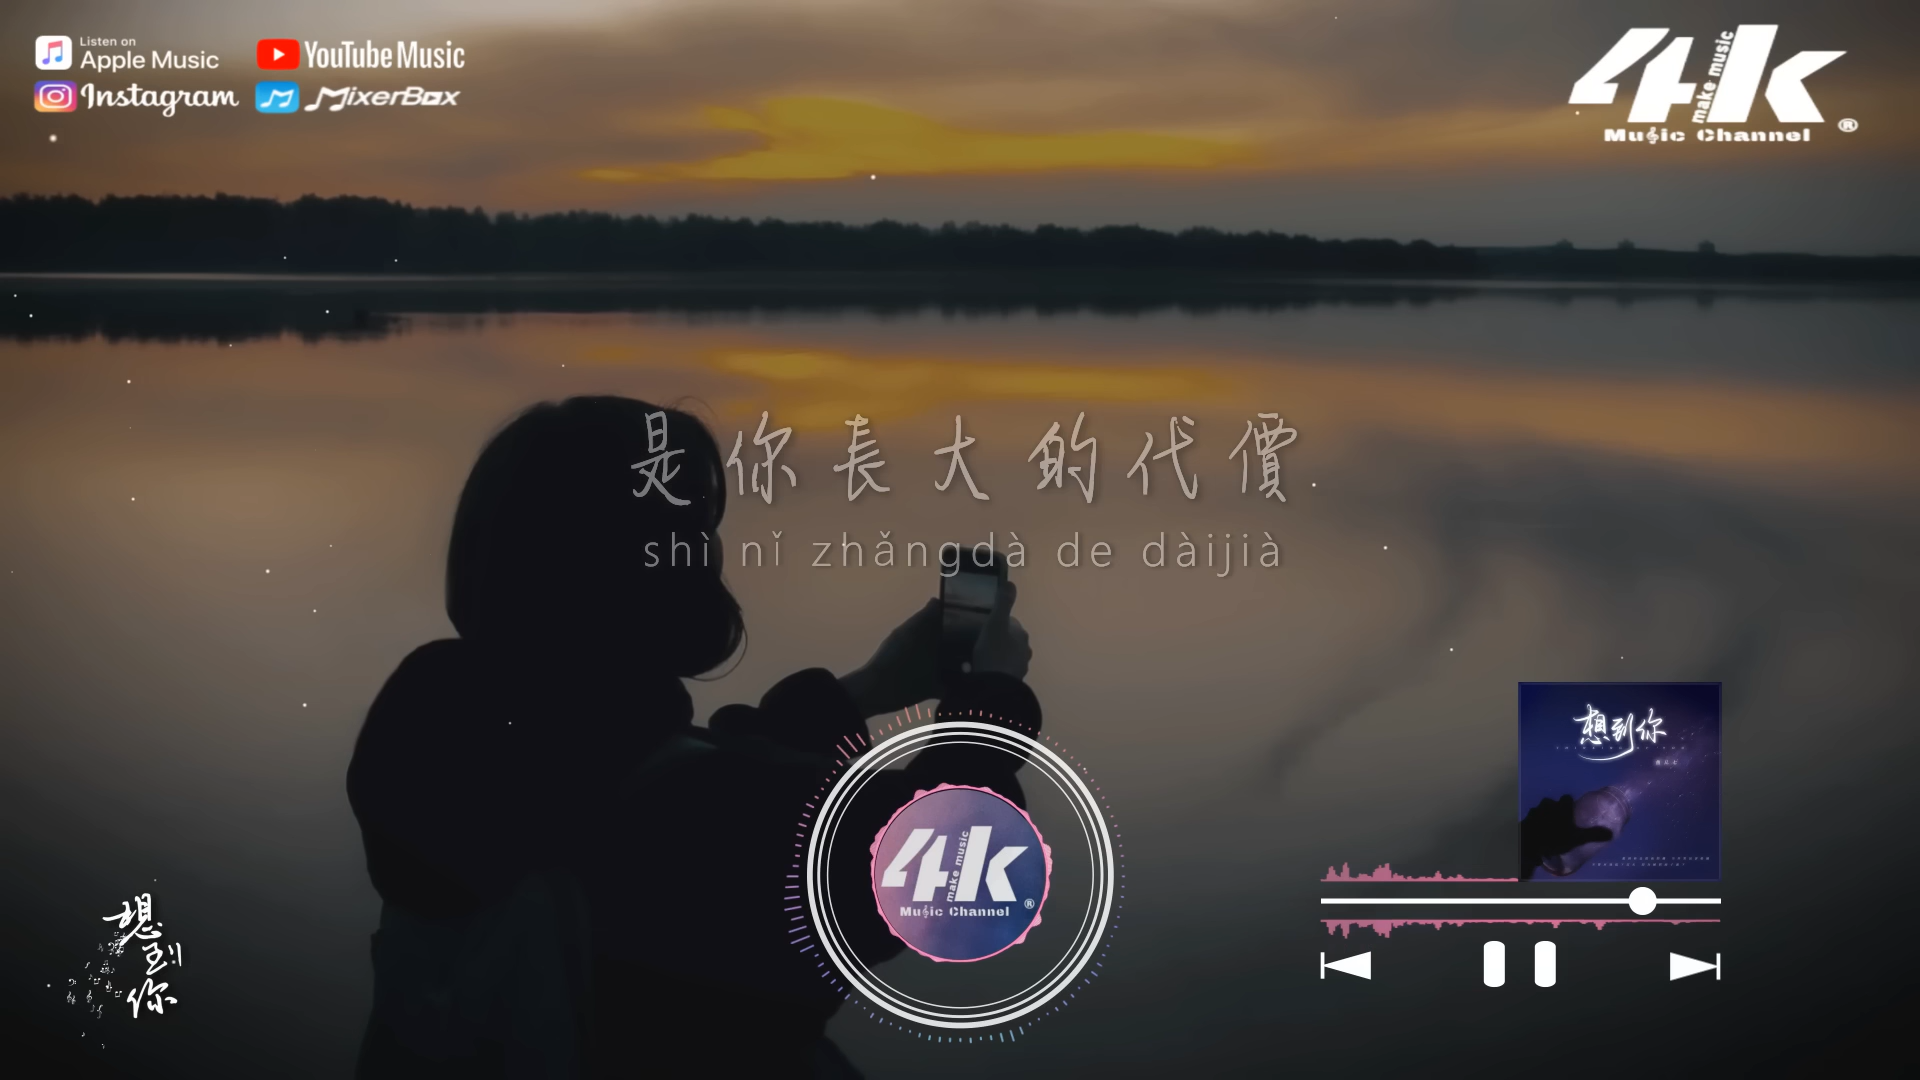 Listen on
Apple Music
YouTube Music
Instagram
MixerBox
4k
make music
Music Channel
®
是你長大的代價
shì nǐ zhǎngdà de dàijià
想到你
4k
make music
Music Channel
®
想到你